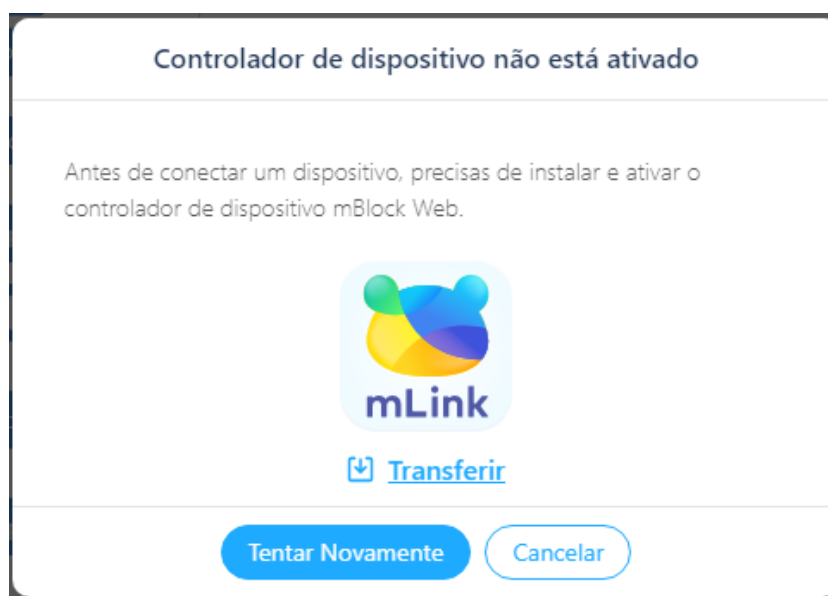 Controlador de dispositivo não está ativado
Antes de conectar um dispositivo, precisas de instalar e ativar o
controlador de dispositivo mBlock Web.
mLink
Transferir
Tentar Novamente
Cancelar